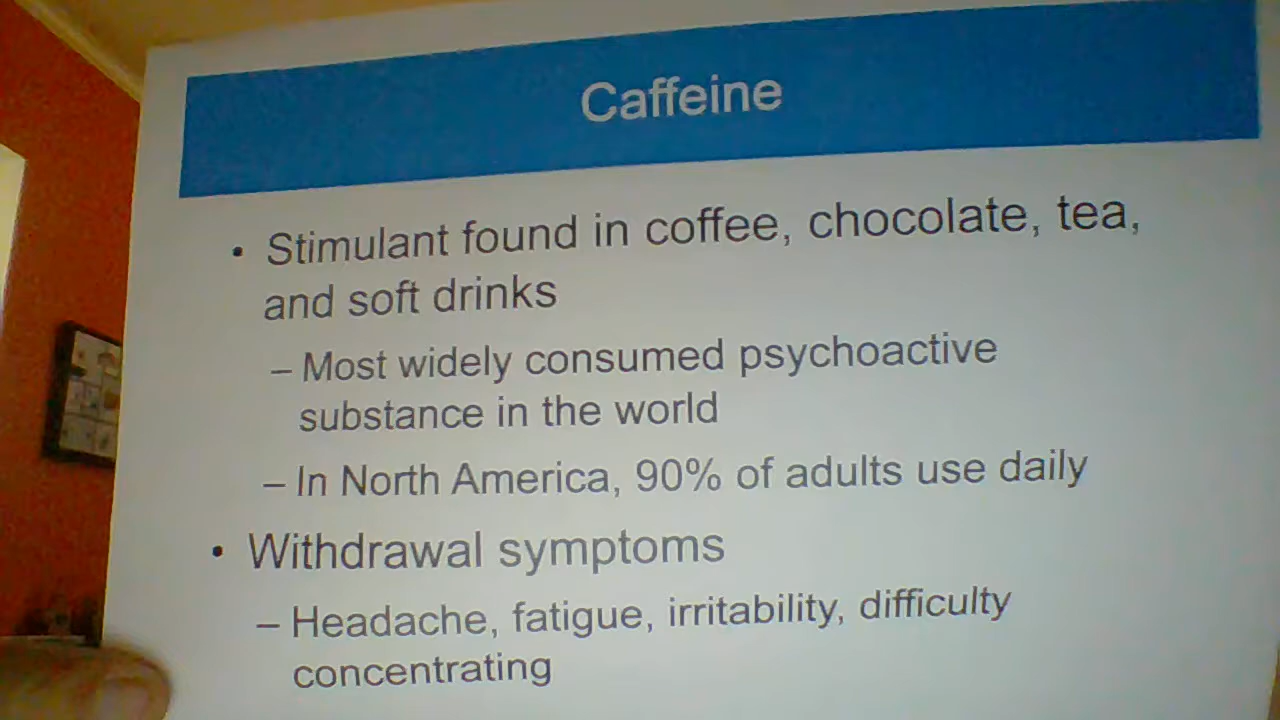 Caffeine
• Stimulant found in coffee, chocolate, tea,
and soft drinks
– Most widely consumed psychoactive
substance in the world
– In North America, 90% of adults use daily
• Withdrawal symptoms
– Headache, fatigue, irritability, difficulty
concentrating